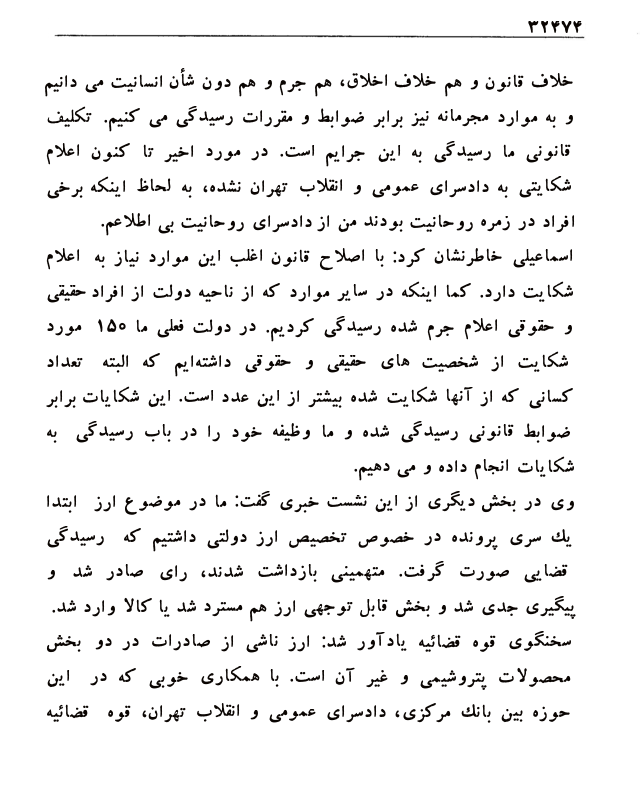 ۳۲۴۷۴
خلاف قانون و هم خلاف اخلاق، هم جرم و هم دون شأن انسانیت می دانیم
و به موارد مجرمانه نیز برابر ضوابط و مقررات رسیدگی می کنیم. تکلیف
قانونی ما رسیدگی به این جرایم است. در مورد اخیر تا کنون اعلام
شکایتی به دادسرای عمومی و انقلاب تهران نشده، به لحاظ اینکه برخی
افراد در زمره روحانیت بودند من از دادسرای روحانیت بی اطلاعم.
اسماعیلی خاطرنشان کرد: با اصلاح قانون اغلب این موارد نیاز به اعلام
شکایت دارد. کما اینکه در سایر موارد که از ناحیه دولت از افراد حقیقی
و حقوقی اعلام جرم شده رسیدگی کردیم. در دولت فعلی ما ۱۵۰ مورد
شکایت از شخصیت های حقیقی و حقوقی داشته‌ایم که البته تعداد
کسانی که از آنها شکایت شده بیشتر از این عدد است. این شکایات برابر
ضوابط قانونی رسیدگی شده و ما وظیفه خود را در باب رسیدگی به
شکایات انجام داده و می دهیم.
وی در بخش دیگری از این نشست خبری گفت: ما در موضوع ارز ابتدا
یك سری پرونده در خصوص تخصیص ارز دولتی داشتیم که رسیدگی
قضایی صورت گرفت. متهمینی بازداشت شدند، رای صادر شد و
پیگیری جدی شد و بخش قابل توجهی ارز هم مسترد شد یا کالا وارد شد.
سخنگوی قوه قضائیه یادآور شد: ارز ناشی از صادرات در دو بخش
محصولات پتروشیمی و غیر آن است. با همکاری خوبی که در این
حوزه بین بانك مرکزی، دادسرای عمومی و انقلاب تهران، قوه قضائیه